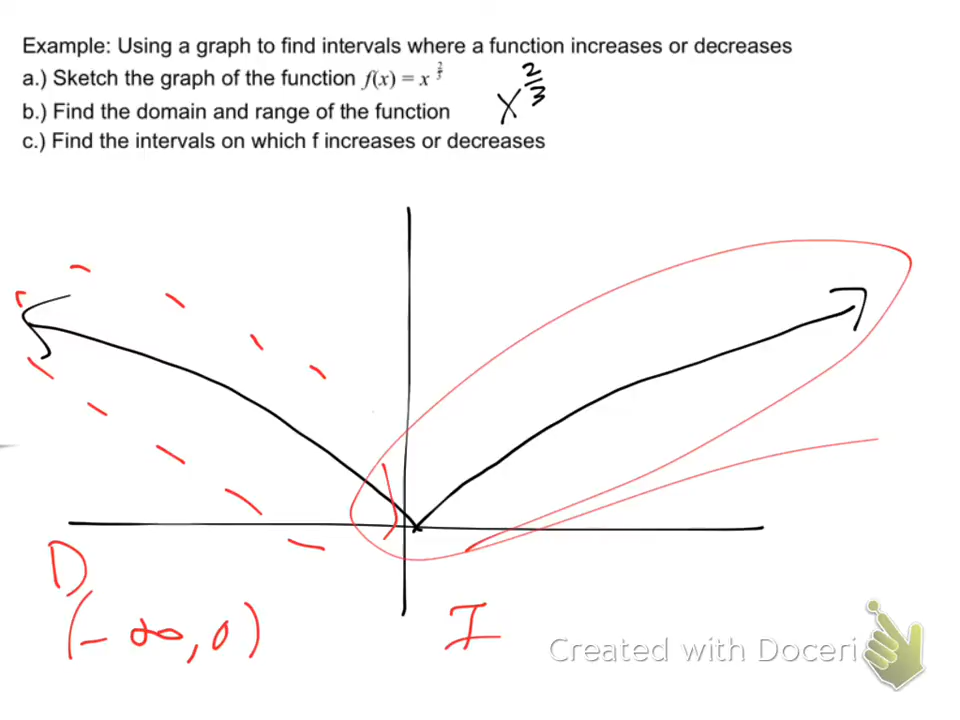 Example: Using a graph to find intervals where a function increases or decreases
a.) Sketch the graph of the function f(x) = x^(2/3)
b.) Find the domain and range of the function
x^(2/3)
c.) Find the intervals on which f increases or decreases
D
(-∞,0)
I
Created with Doceri